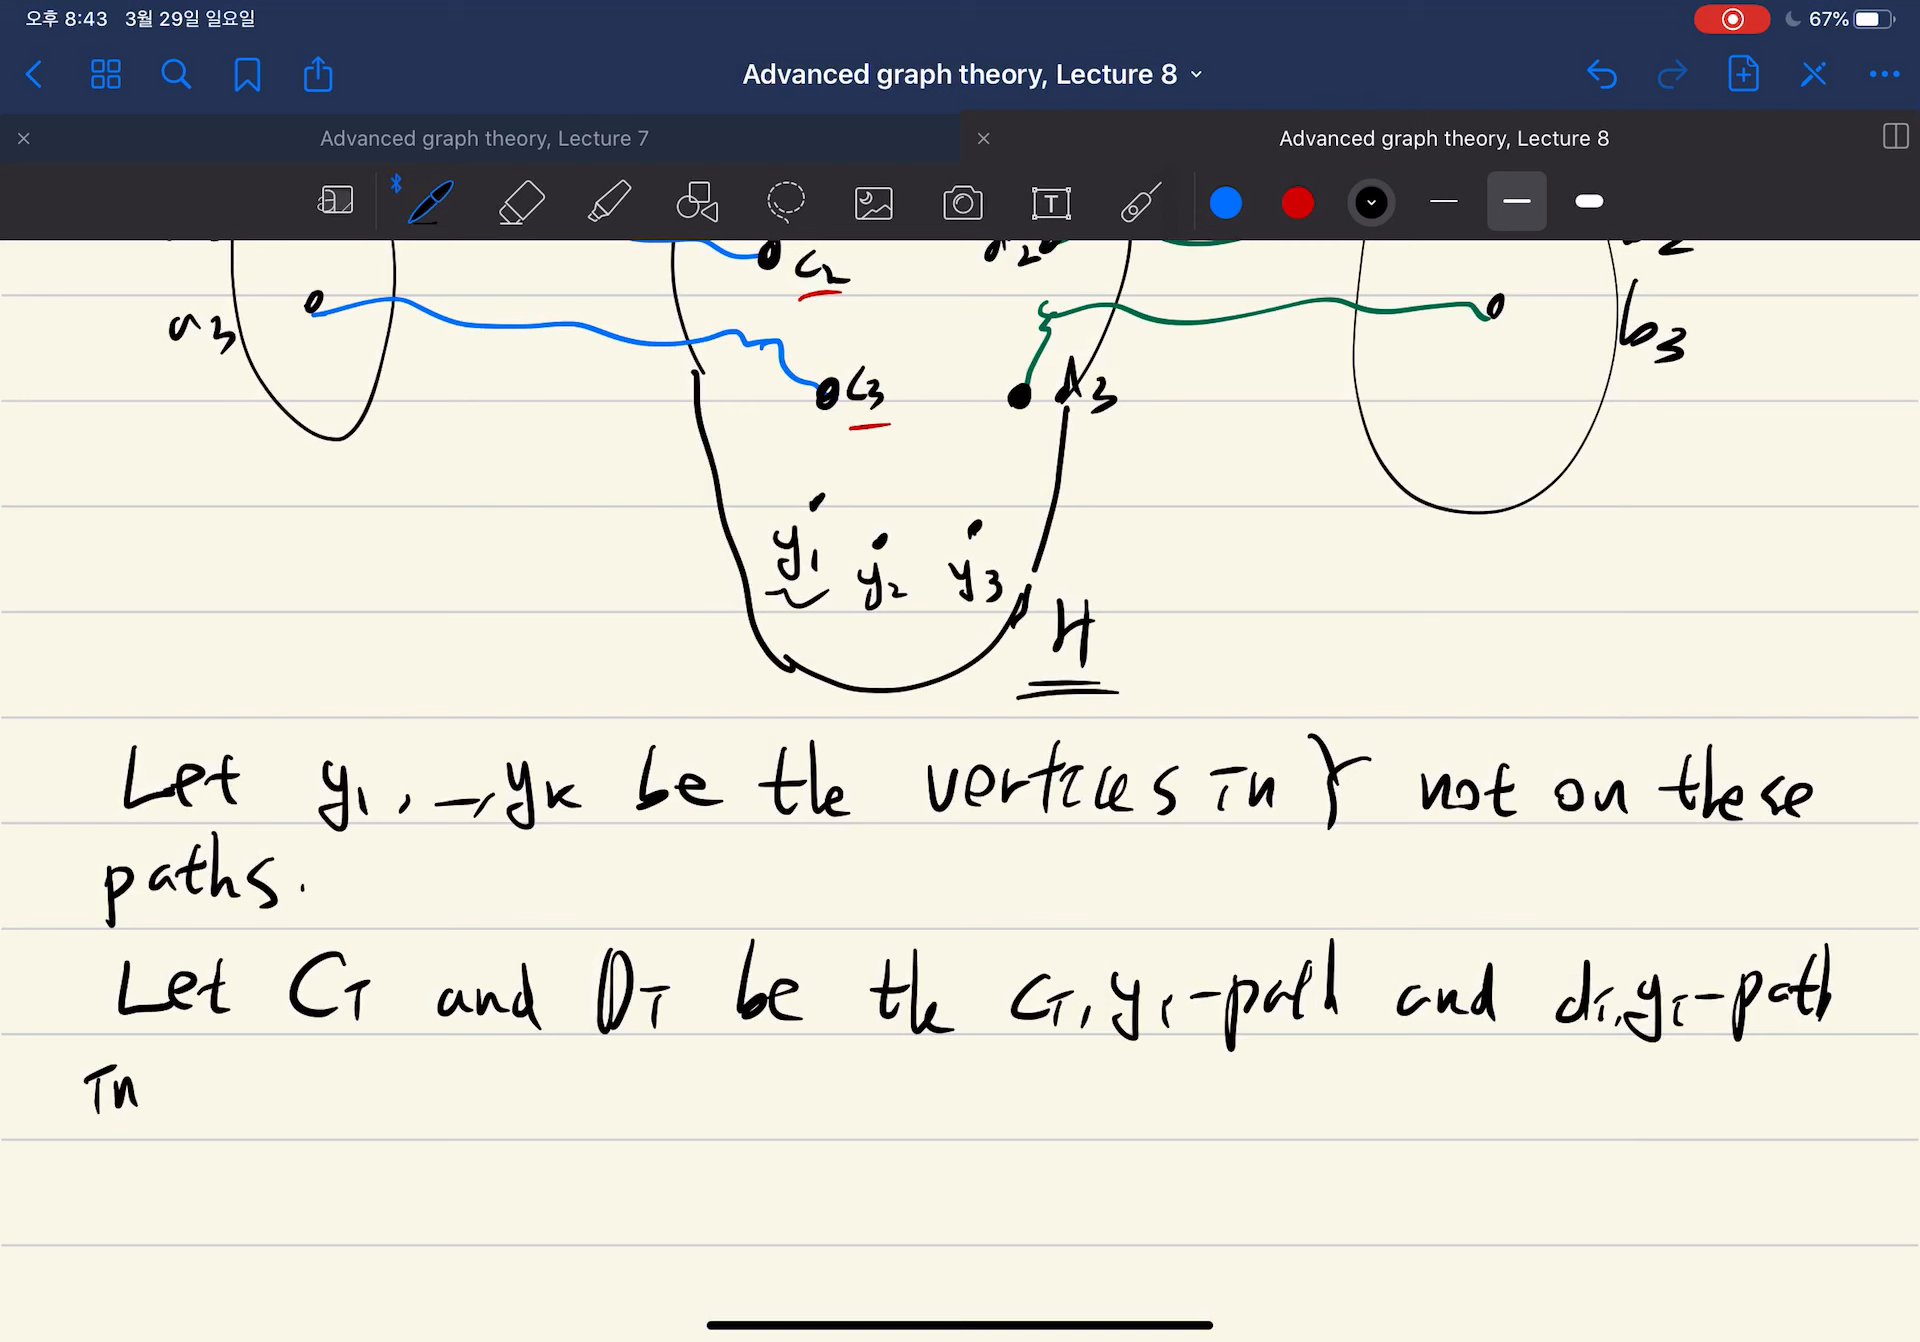 오후 8:43 3월 29일 일요일
67%
Advanced graph theory, Lecture 8
Advanced graph theory, Lecture 7
Advanced graph theory, Lecture 8
T
c2
b2
a3
c3
d3
b3
y1
y2
y3
H
Let y1, –, yk be the vertices in Y not on these
paths.
Let Ci and Di be the ci, yi-path and di, yi-path
in